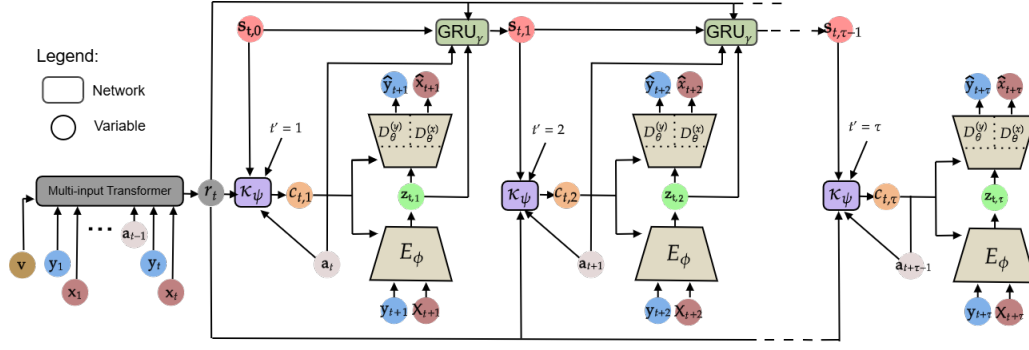 s_{t,0}
GRU_γ
s_{t,1}
GRU_γ
s_{t,τ−1}
Legend:
Network
Variable
ŷ_{t+1} x̂_{t+1}
ŷ_{t+2} x̂_{t+2}
ŷ_{t+τ} x̂_{t+τ}
t′ = 1
D_θ^{(y)} D_θ^{(x)}
t′ = 2
D_θ^{(y)} D_θ^{(x)}
t′ = τ
D_θ^{(y)} D_θ^{(x)}
Multi-input Transformer
r_t
κ_ψ
c_{t,1}
z_{t,1}
κ_ψ
c_{t,2}
z_{t,2}
κ_ψ
c_{t,τ}
z_{t,τ}
v
y_1
x_1
...
a_{t−1}
y_t
x_t
a_t
E_ϕ
a_{t+1}
E_ϕ
a_{t+τ−1}
E_ϕ
y_{t+1} X_{t+1}
y_{t+2} X_{t+2}
y_{t+τ} X_{t+τ}